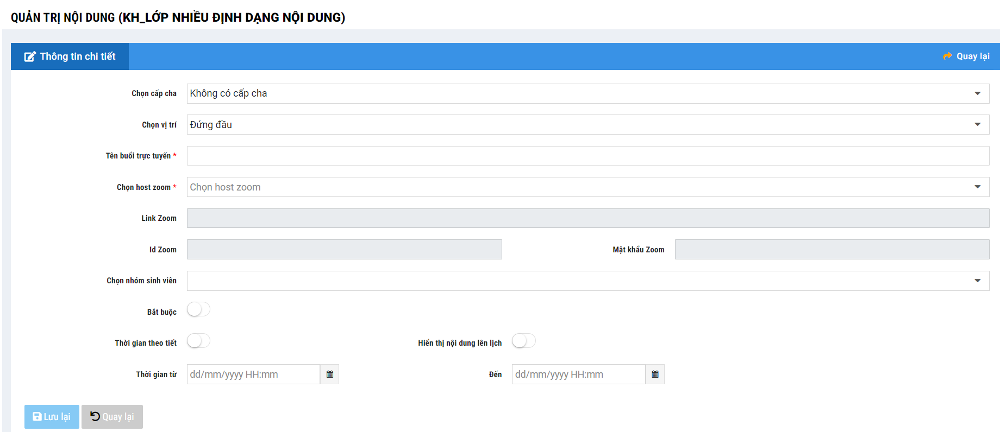 QUẢN TRỊ NỘI DUNG (KH_LỚP NHIỀU ĐỊNH DẠNG NỘI DUNG)
Thông tin chi tiết Quay lại
Chọn cấp cha Không có cấp cha
Chọn vị trí Đứng đầu
Tên buổi trực tuyến *
Chọn host zoom * Chọn host zoom
Link Zoom
Id Zoom Mật khẩu Zoom
Chọn nhóm sinh viên
Bắt buộc
Thời gian theo tiết Hiển thị nội dung lên lịch
Thời gian từ dd/mm/yyyy HH:mm Đến dd/mm/yyyy HH:mm
Lưu lại Quay lại